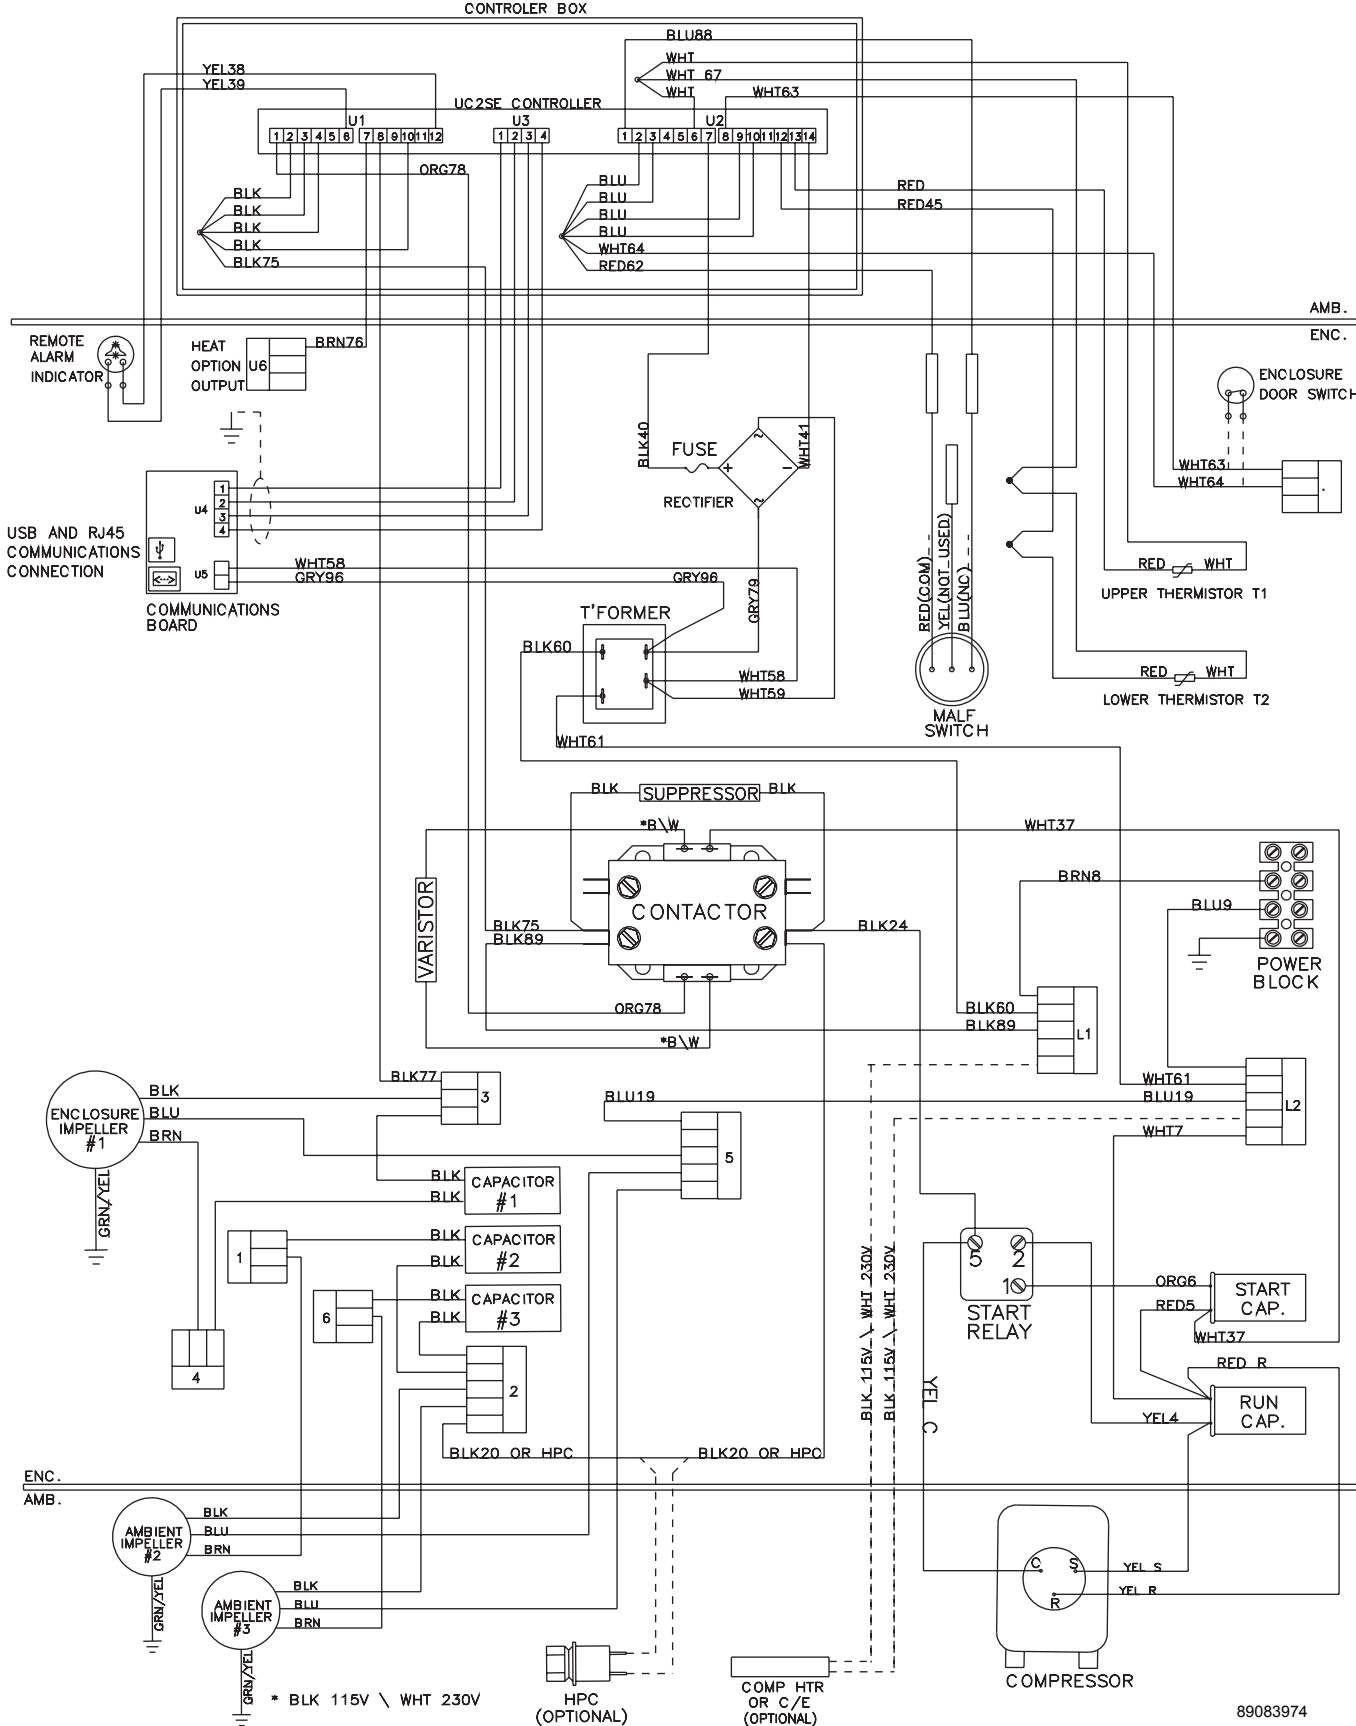 CONTROLER BOX
BLU88
WHT
WHT 67
WHT
WHT63
YEL38
YEL39
UC2SE CONTROLLER
U1
U3
U2
1 2 3 4 5 6 7 8 9 10 11 12
1 2 3 4
1 2 3 4 5 6 7 8 9 10 11 12 13 14
ORG78
BLK
BLK
BLK
BLK
BLK75
BLU
BLU
BLU
BLU
WHT64
RED62
RED
RED45
AMB.
ENC.
REMOTE
ALARM
INDICATOR
HEAT
OPTION
OUTPUT
U6
BRN76
ENCLOSURE
DOOR SWITCH
BLK40
FUSE
WHT41
RECTIFIER
WHT63
WHT64
USB AND RJ45
COMMUNICATIONS
CONNECTION
U4
1
2
3
4
U5
COMMUNICATIONS
BOARD
WHT58
GRY96
GRY96
GRY79
T'FORMER
BLK60
WHT58
WHT59
WHT61
RED(COM)
YEL(NOT USED)
BLU(NC)
MALF
SWITCH
RED
WHT
UPPER THERMISTOR T1
RED
WHT
LOWER THERMISTOR T2
BLK
SUPPRESSOR
BLK
*B\W
WHT37
VARISTOR
CONTACTOR
BLK75
BLK89
BLK24
ORG78
*B\W
BRN8
BLU9
POWER
BLOCK
BLK60
BLK89
L1
WHT61
BLU19
L2
WHT7
BLK77
3
BLU19
5
ENCLOSURE
IMPELLER
#1
BLK
BLU
BRN
GRN/YEL
BLK
BLK
CAPACITOR
#1
1
BLK
BLK
CAPACITOR
#2
6
BLK
BLK
CAPACITOR
#3
4
2
BLK20 OR HPC
BLK20 OR HPC
BLK 115V \ WHT 230V
BLK 115V \ WHT 230V
5
2
1
START
RELAY
YEL C
ORG6
RED5
START
CAP.
WHT37
RED R
YEL4
RUN
CAP.
ENC.
AMB.
AMBIENT
IMPELLER
#2
BLK
BLU
BRN
GRN/YEL
AMBIENT
IMPELLER
#3
BLK
BLU
BRN
GRN/YEL
* BLK 115V \ WHT 230V
HPC
(OPTIONAL)
COMP HTR
OR C/E
(OPTIONAL)
C
S
R
YEL S
YEL R
COMPRESSOR
89083974